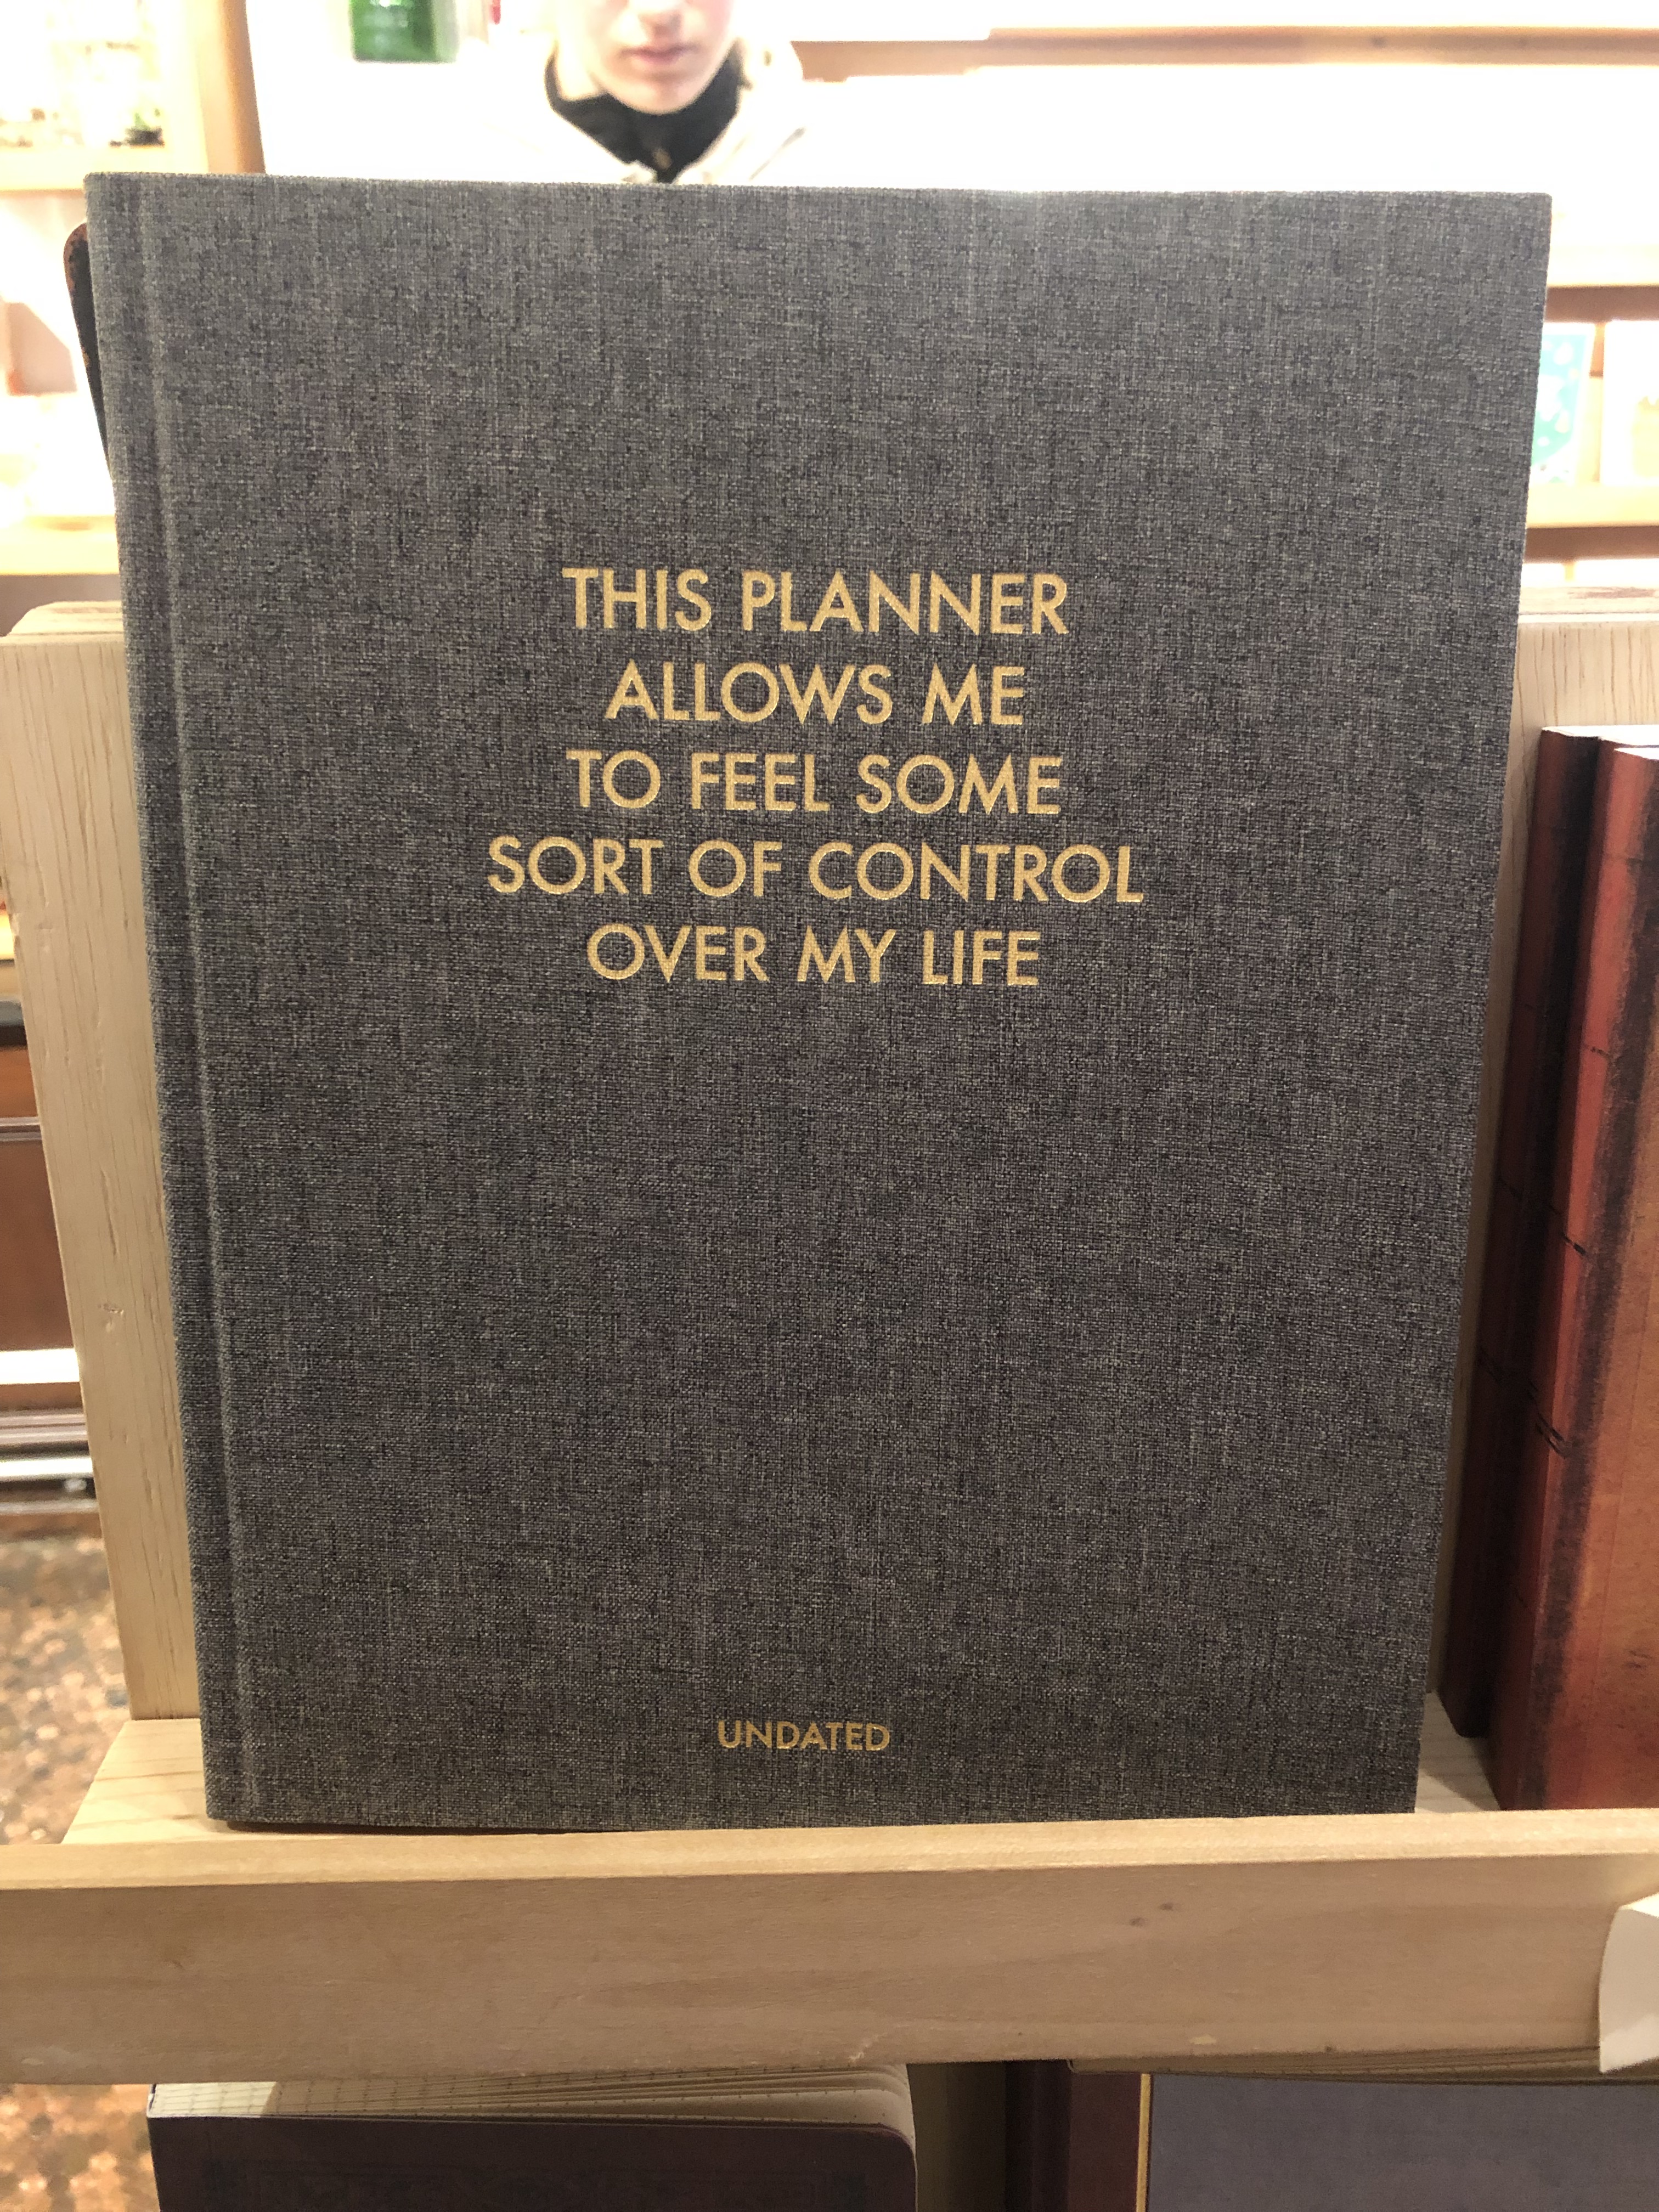 THIS PLANNER
ALLOWS ME
TO FEEL SOME
SORT OF CONTROL
OVER MY LIFE
UNDATED